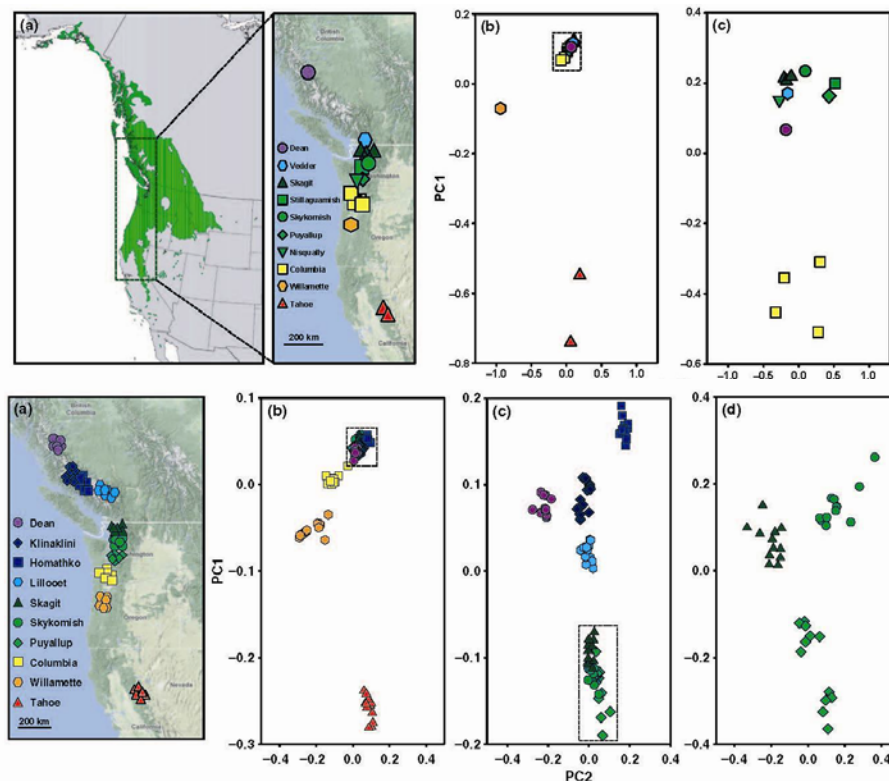 (a)
British
Columbia
Dean
Vedder
Skagit
Stillaguamish
Skykomish
Puyallup
Nisqually
Columbia
Willamette
Tahoe
Oregon
California
200 km
(b)
0.2
0.0
−0.2
−0.4
−0.6
−0.8
PC1
−1.5 −1.0 −0.5 0.0 0.5 1.0
(c)
0.4
0.2
0.0
−0.2
−0.4
−0.6
−1.0 −0.5 0.0 0.5 1.0
(a)
British
Columbia
Dean
Klinaklini
Homathko
Lillooet
Skagit
Skykomish
Puyallup
Columbia
Willamette
Tahoe
Oregon
Nevada
California
200 km
(b)
0.1
0.0
−0.1
−0.2
−0.3
PC1
−0.4 −0.2 0.0 0.2 0.4
(c)
0.2
0.1
0.0
−0.1
−0.2
−0.4 −0.2 0.0 0.2 0.4
(d)
0.4
0.2
0.0
−0.2
−0.4
−0.4 −0.2 0.0 0.2 0.4
PC2